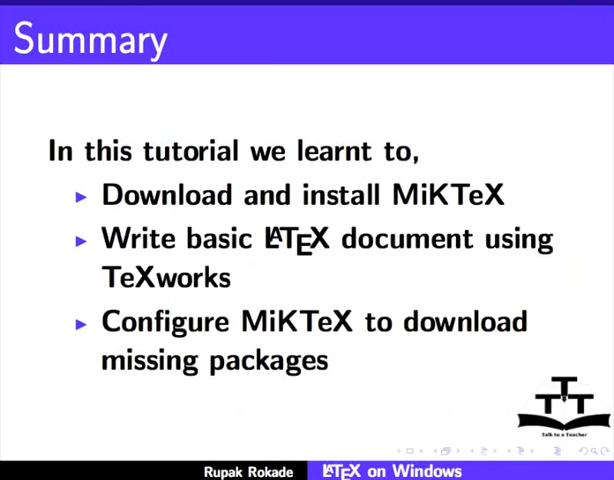 Summary
In this tutorial we learnt to,
▶ Download and install MiKTeX
▶ Write basic LATEX document using
TeXworks
▶ Configure MiKTeX to download
missing packages
TTT
Talk to a Teacher
Rupak Rokade LATEX on Windows